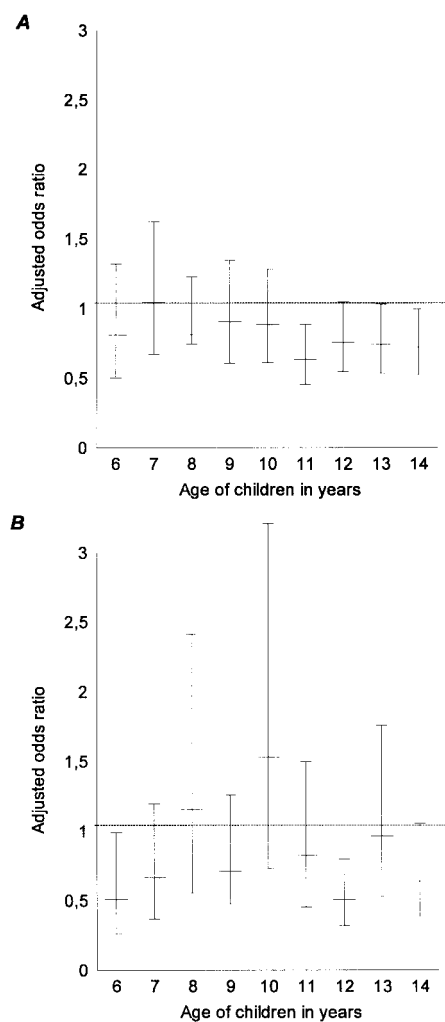 A
3
2,5
2
1,5
1
0,5
0
Adjusted odds ratio
6 7 8 9 10 11 12 13 14
Age of children in years
B
3
2,5
2
1,5
1
0,5
0
Adjusted odds ratio
6 7 8 9 10 11 12 13 14
Age of children in years